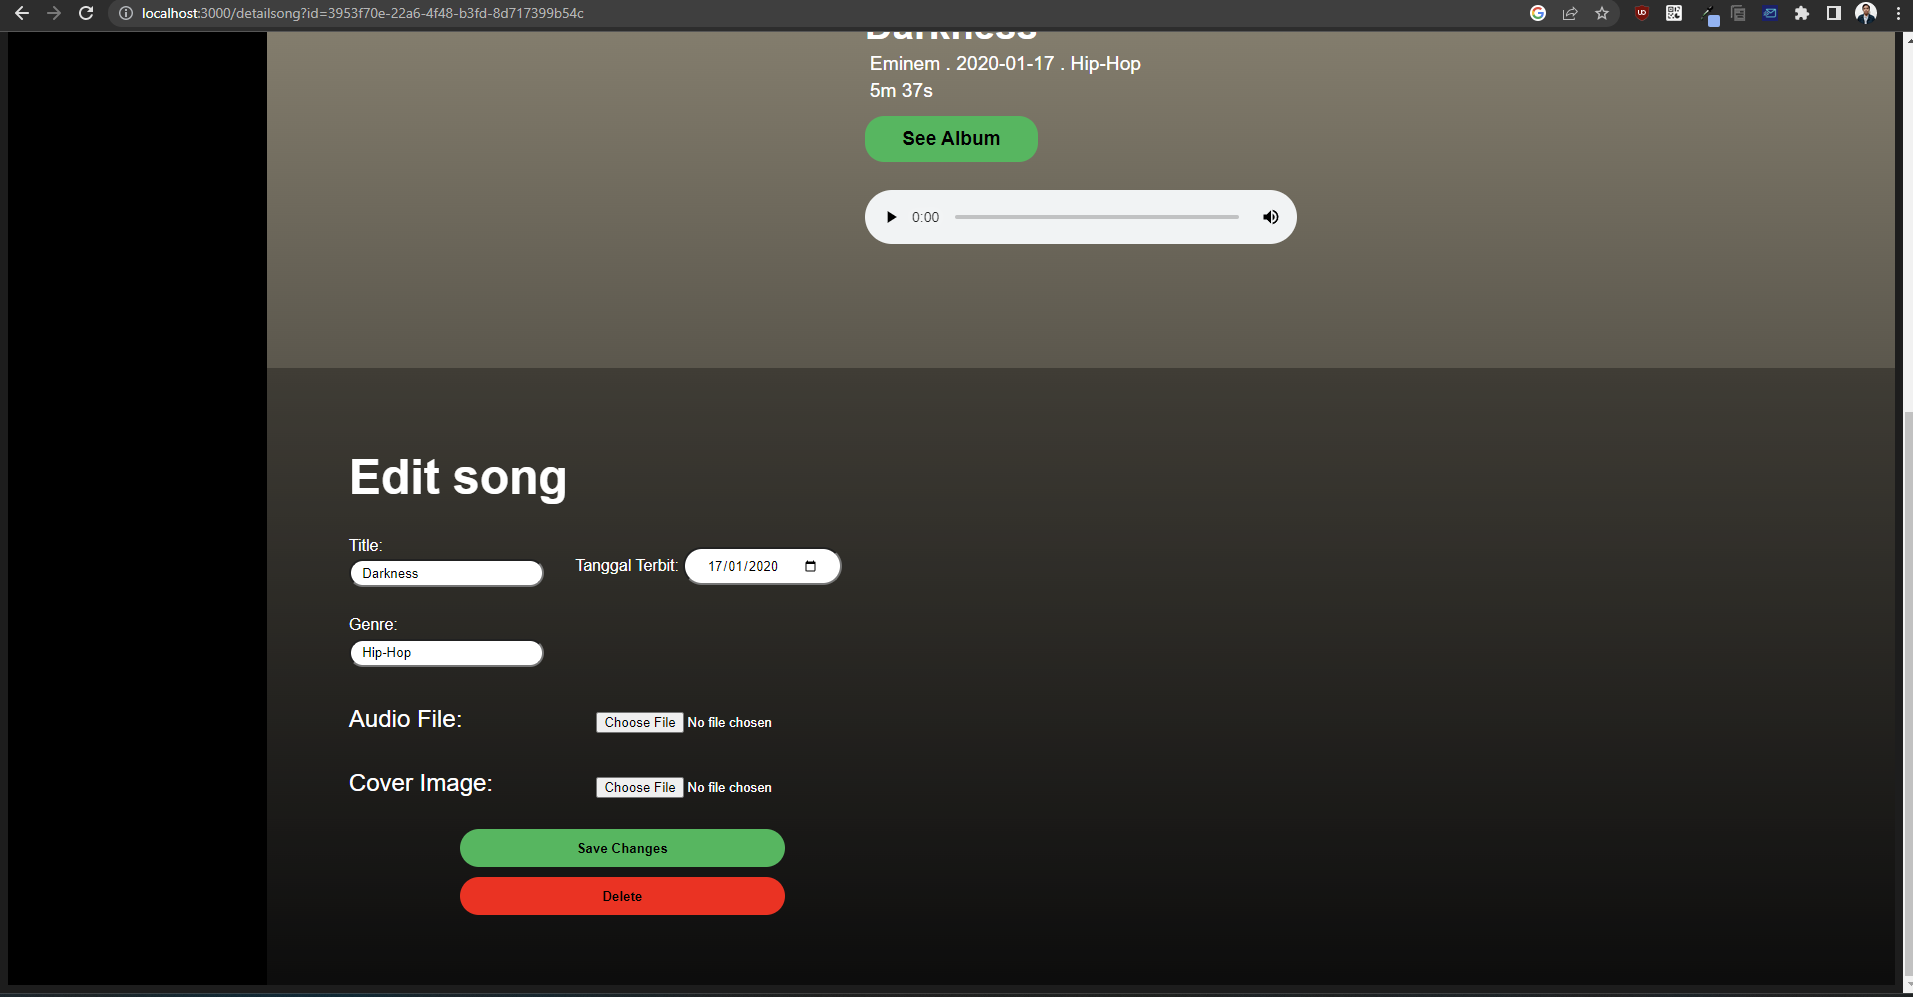 localhost:3000/detailsong?id=3953f70e-22a6-4f48-b3fd-8d717399b54c
Darkness
Eminem . 2020-01-17 . Hip-Hop
5m 37s
See Album
0:00
Edit song
Title:
Darkness
Tanggal Terbit: 17/01/2020
Genre:
Hip-Hop
Audio File: Choose File No file chosen
Cover Image: Choose File No file chosen
Save Changes
Delete